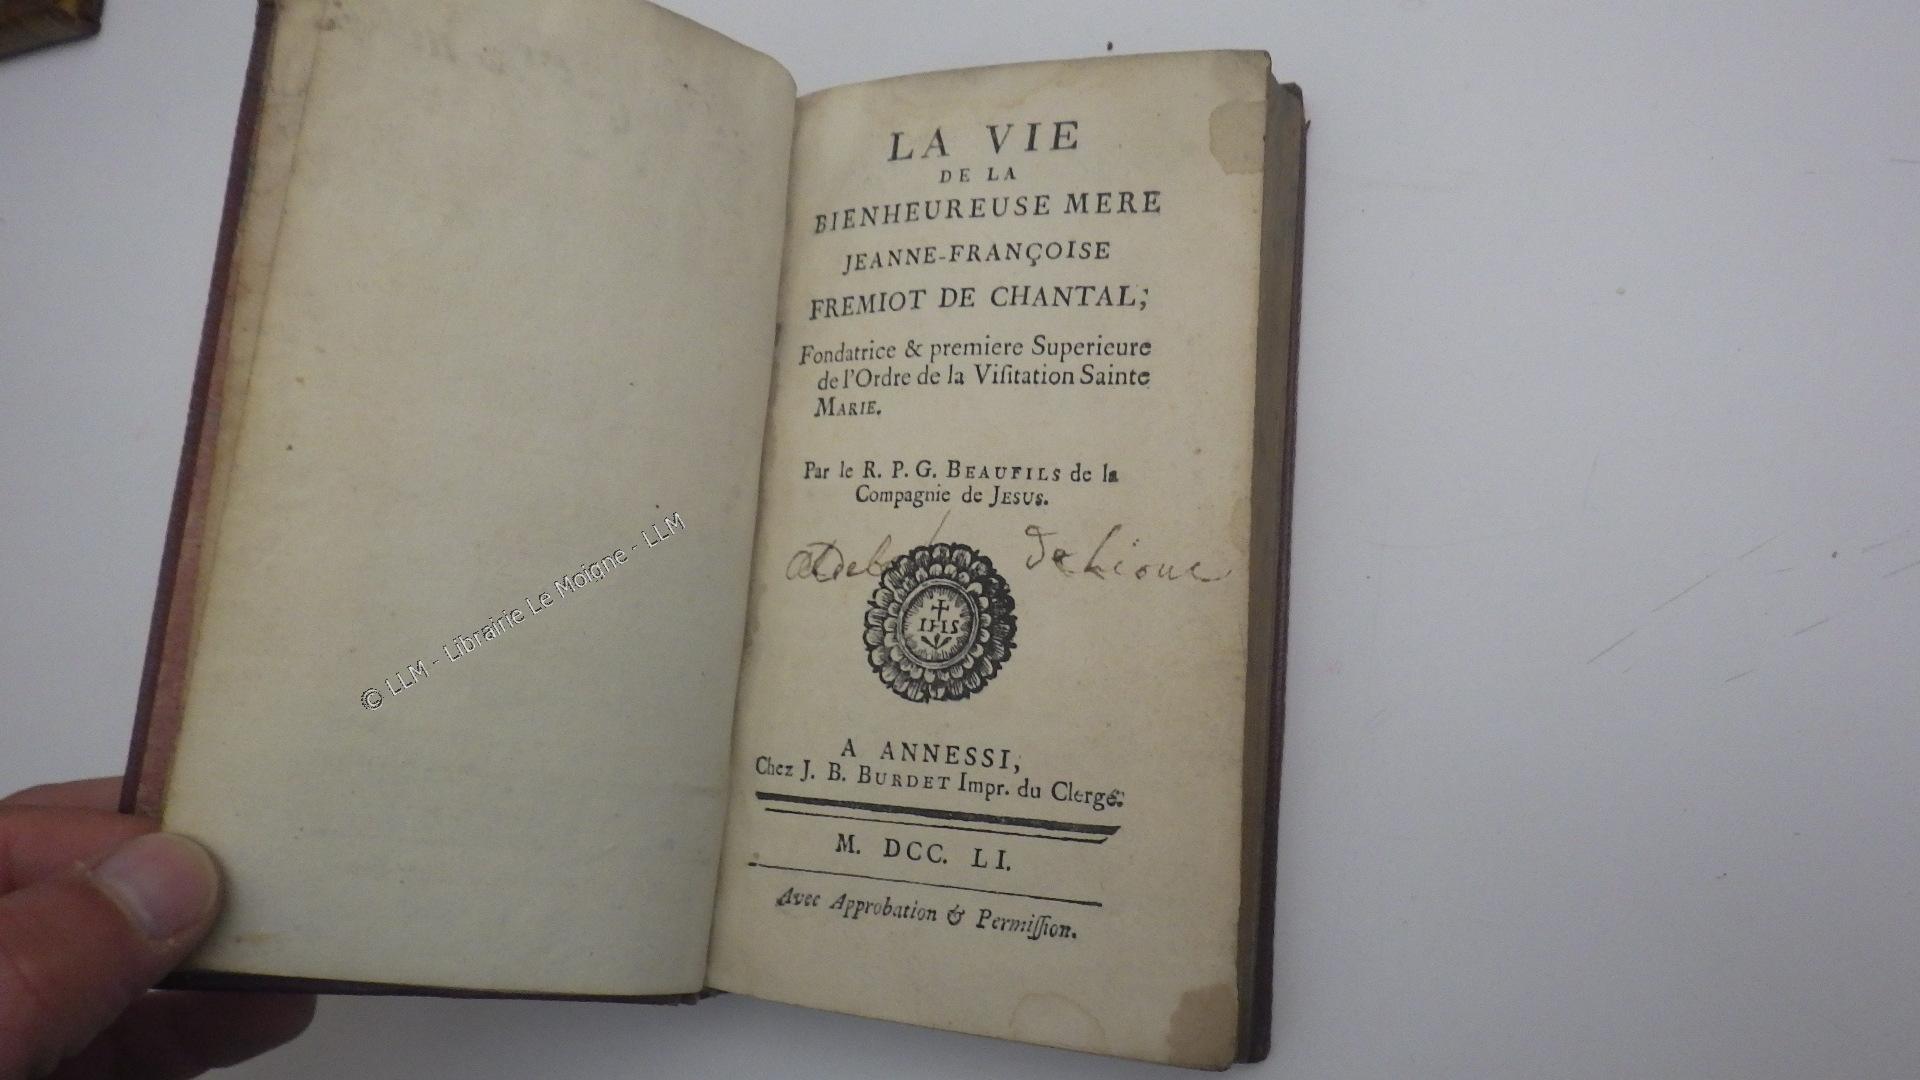 LA VIE
DE LA
BIENHEUREUSE MERE
JEANNE-FRANÇOISE
FREMIOT DE CHANTAL;
Fondatrice & premiere Superieure
de l'Ordre de la Viſitation Sainte
MARIE.
Par le R. P. G. BEAUFILS de la
Compagnie de JESUS.
IHS
A ANNESSI,
Chez J. B. BURDET Impr. du Clergé.
M. DCC. LI.
Avec Approbation & Permiſſion.
© LLM - Librairie Le Moigne - LLM